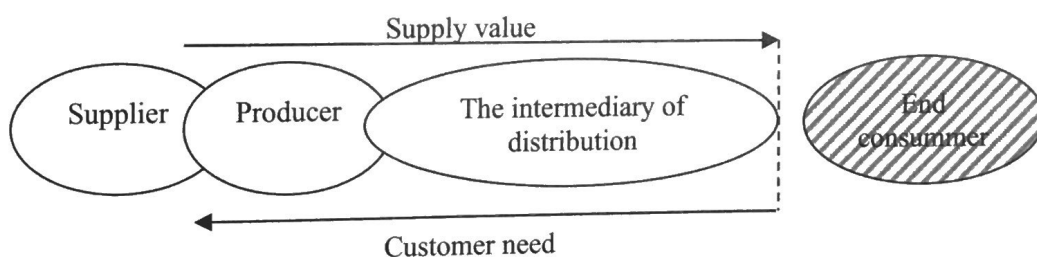 Supply value
Supplier
Producer
The intermediary of
distribution
End
consummer
Customer need